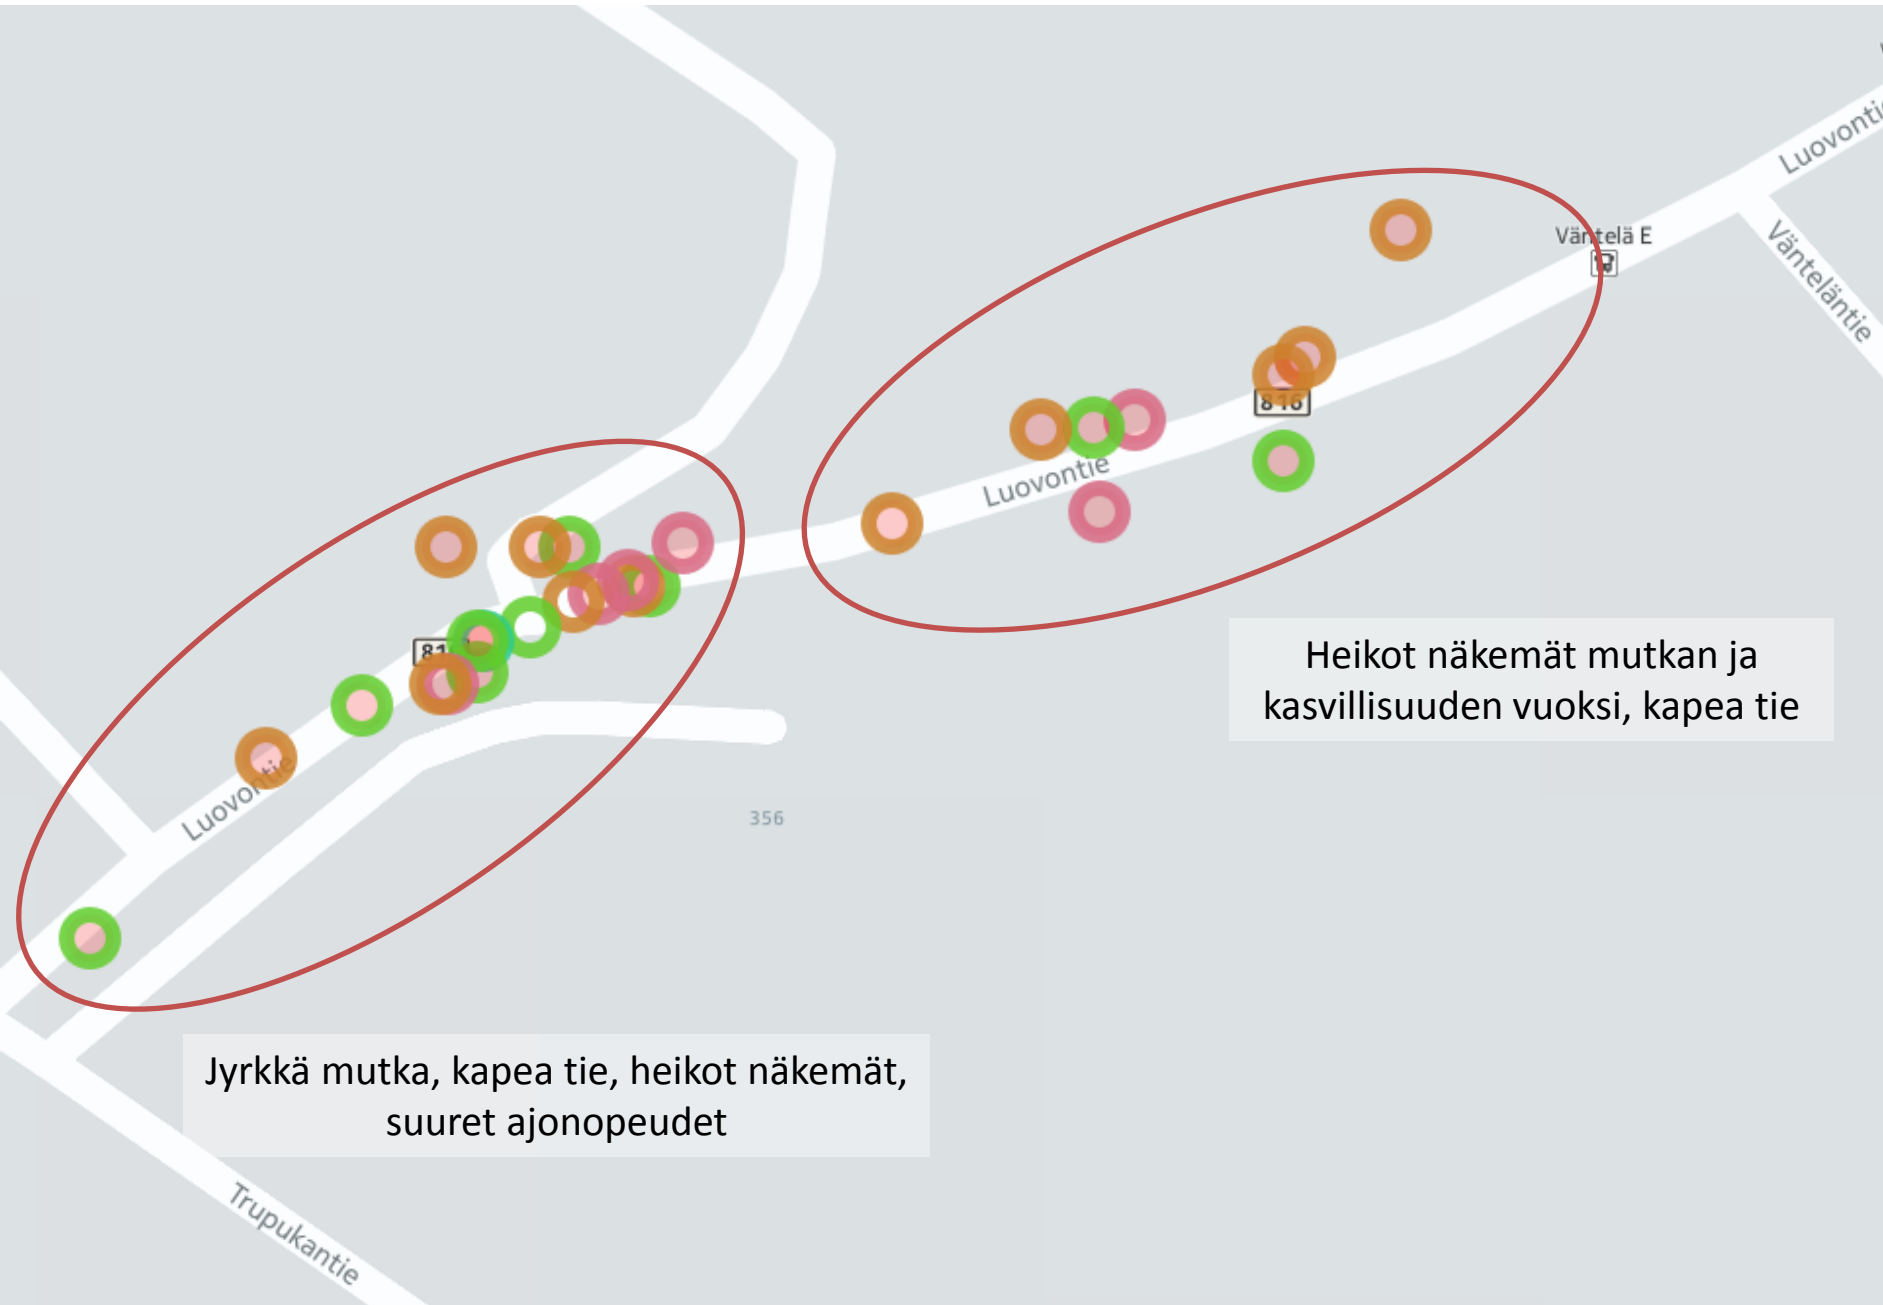 Luovontie
Väntelä E
Vänteläntie
816
Luovontie
Heikot näkemät mutkan ja
kasvillisuuden vuoksi, kapea tie
81
Luovontie
356
Jyrkkä mutka, kapea tie, heikot näkemät,
suuret ajonopeudet
Trupukantie